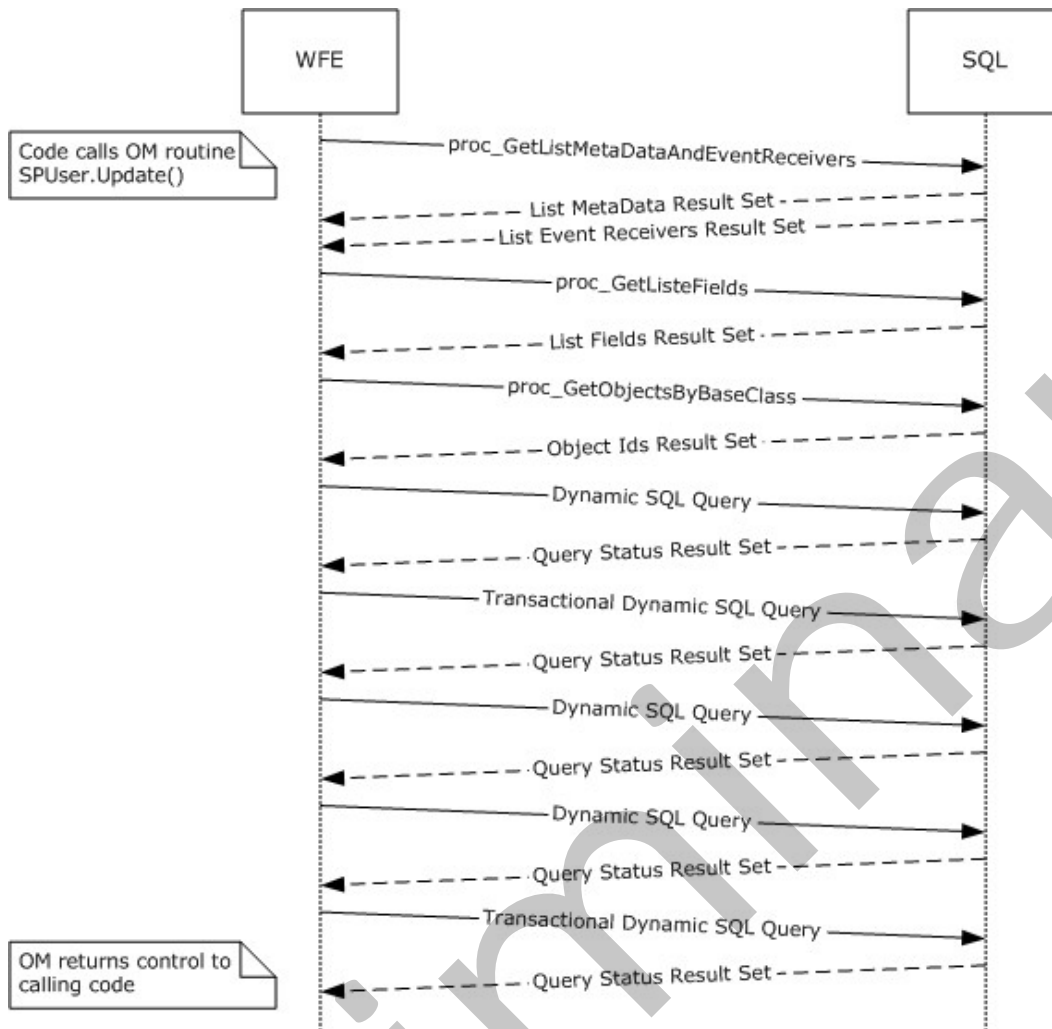 WFE
SQL
Code calls OM routine
SPUser.Update()
proc_GetListMetaDataAndEventReceivers
List MetaData Result Set
List Event Receivers Result Set
proc_GetListeFields
List Fields Result Set
proc_GetObjectsByBaseClass
Object Ids Result Set
Dynamic SQL Query
Query Status Result Set
Transactional Dynamic SQL Query
Query Status Result Set
Dynamic SQL Query
Query Status Result Set
Dynamic SQL Query
Query Status Result Set
Transactional Dynamic SQL Query
OM returns control to
calling code
Query Status Result Set